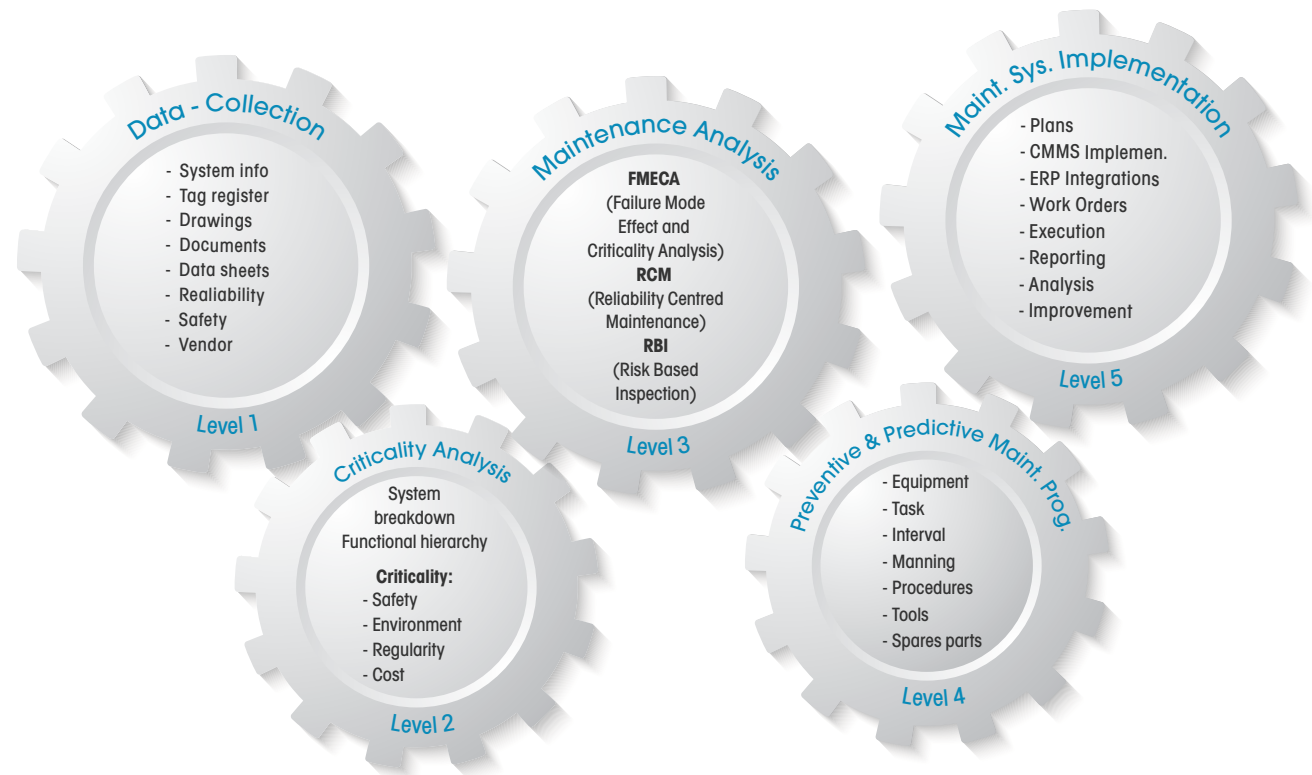 Data - Collection
- System info
- Tag register
- Drawings
- Documents
- Data sheets
- Realiability
- Safety
- Vendor
Level 1
Criticality Analysis
System
breakdown
Functional hierarchy
Criticality:
- Safety
- Environment
- Regularity
- Cost
Level 2
Maintenance Analysis
FMECA
(Failure Mode
Effect and
Criticality Analysis)
RCM
(Reliability Centred
Maintenance)
RBI
(Risk Based
Inspection)
Level 3
Preventive & Predictive Maint. Prog.
- Equipment
- Task
- Interval
- Manning
- Procedures
- Tools
- Spares parts
Level 4
Maint. Sys. Implementation
- Plans
- CMMS Implemen.
- ERP Integrations
- Work Orders
- Execution
- Reporting
- Analysis
- Improvement
Level 5